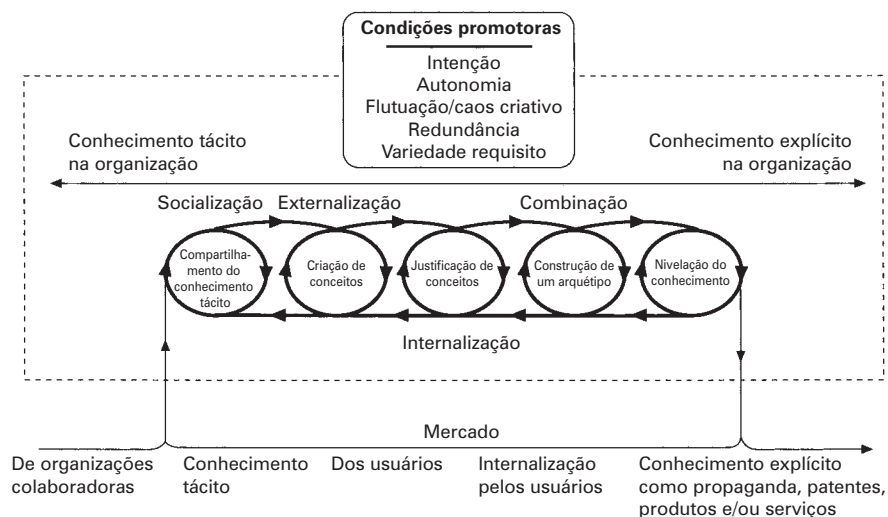 Condições promotoras
Intenção
Autonomia
Flutuação/caos criativo
Redundância
Variedade requisito
Conhecimento tácito
na organização
Conhecimento explícito
na organização
Socialização
Externalização
Combinação
Compartilha-
mento do
conhecimento
tácito
Criação de
conceitos
Justificação de
conceitos
Construção de
um arquétipo
Nivelação do
conhecimento
Internalização
Mercado
De organizações
colaboradoras
Conhecimento
tácito
Dos usuários
Internalização
pelos usuários
Conhecimento explícito
como propaganda, patentes,
produtos e/ou serviços